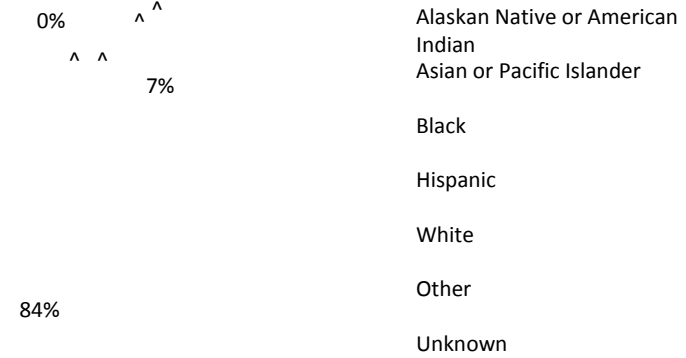 0% ^ ^
^ ^
7%
84%
Alaskan Native or American
Indian
Asian or Pacific Islander
Black
Hispanic
White
Other
Unknown